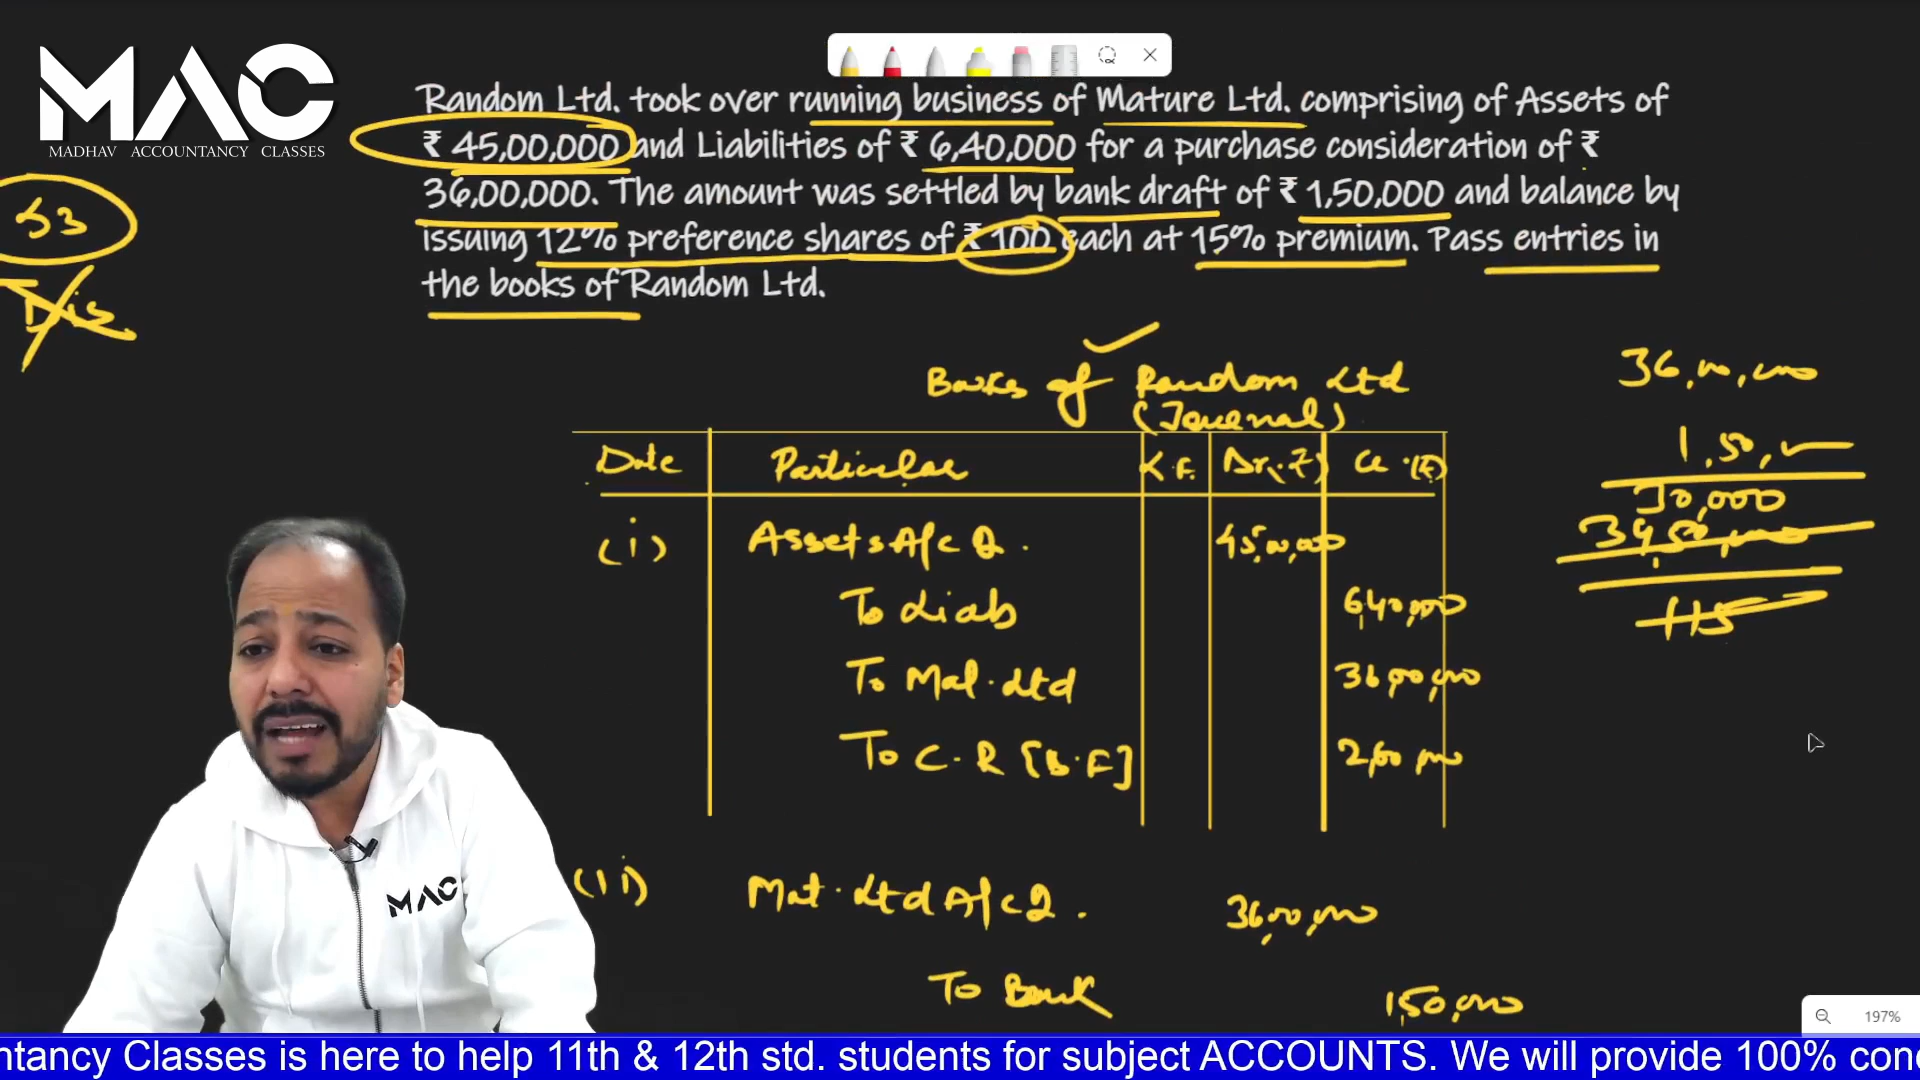 MAC
MADHAV ACCOUNTANCY CLASSES
Random Ltd. took over running business of Mature Ltd. comprising of Assets of
₹ 45,00,000 and Liabilities of ₹ 6,40,000 for a purchase consideration of ₹
36,00,000. The amount was settled by bank draft of ₹ 1,50,000 and balance by
issuing 12% preference shares of ₹ 100 each at 15% premium. Pass entries in
the books of Random Ltd.
53
Dis
Books of Random Ltd
(Journal)
Date Particular L.F. Dr(₹) Cr.(₹)
(i) Assets A/c D. 45,00,000
To Liab 6,40,000
To Mat. Ltd 36,00,000
To C.R [B.F] 2,60,000
(ii) Mat. Ltd A/c D. 36,00,000
To Bank 1,50,000
36,00,000
1,50,
30,000
34,50,000
115
MAC
197%
ntancy Classes is here to help 11th & 12th std. students for subject ACCOUNTS. We will provide 100% con